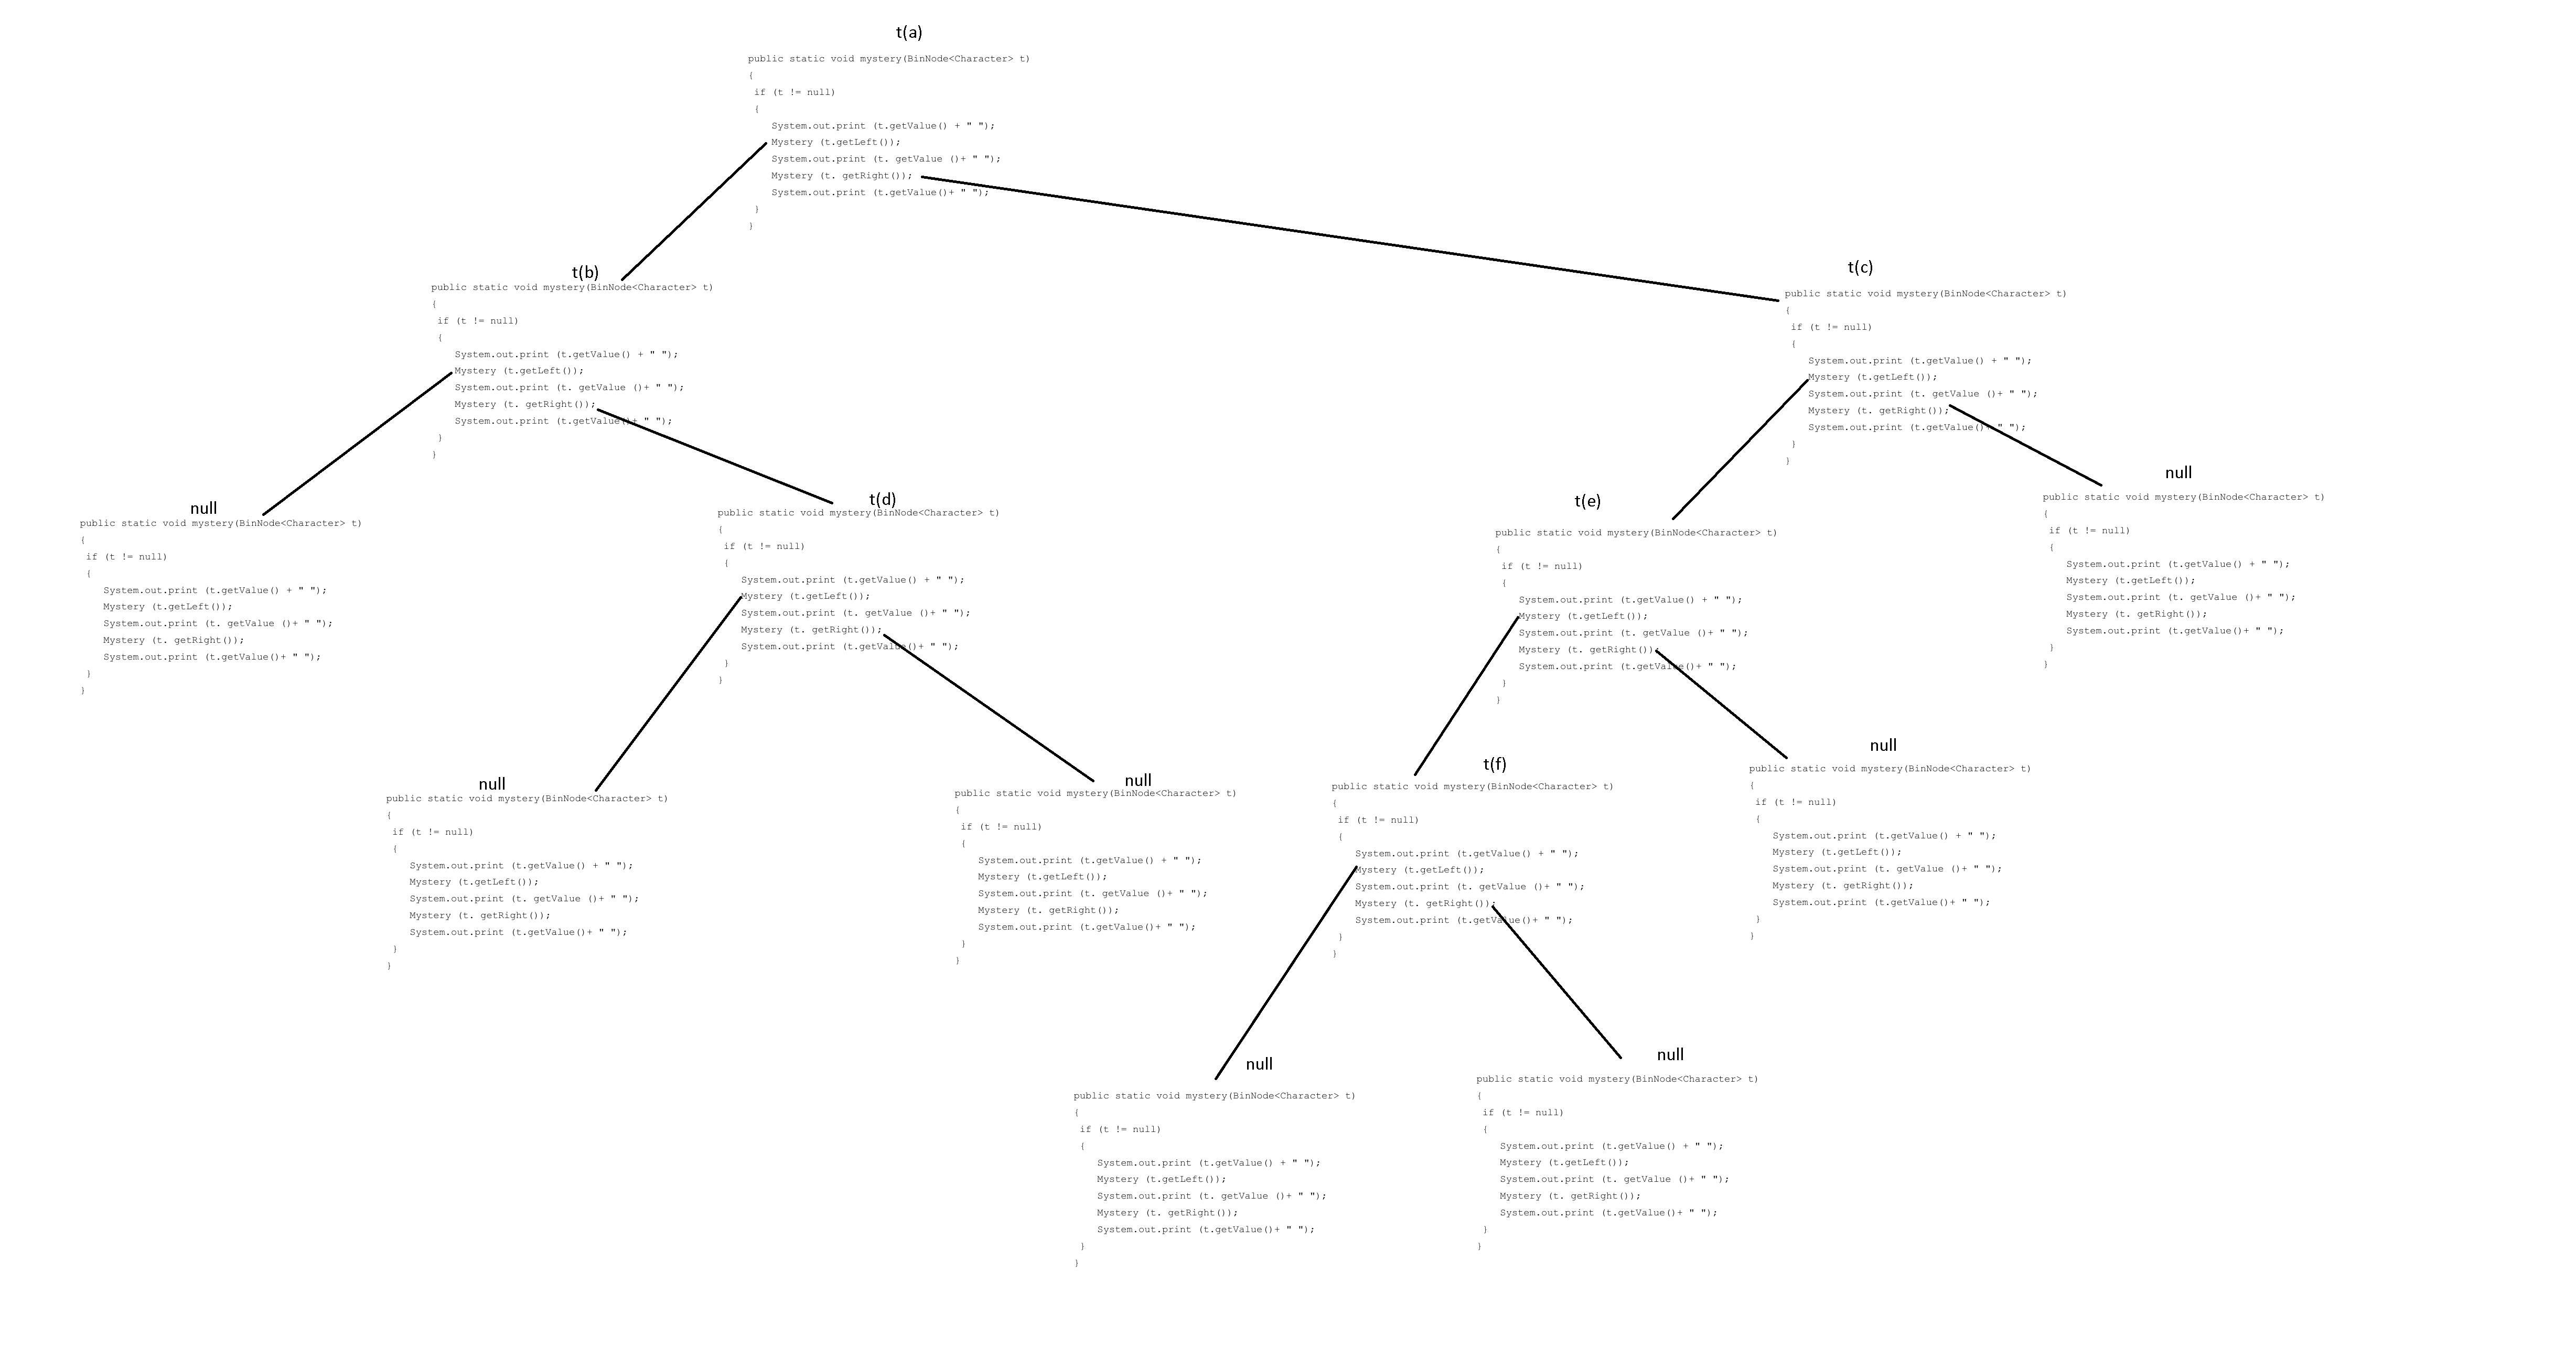 t(a)
public static void mystery(BinNode<Character> t)
{
if (t != null)
{
System.out.print (t.getValue() + " ");
Mystery (t.getLeft());
System.out.print (t. getValue ()+ " ");
Mystery (t. getRight());
System.out.print (t.getValue()+ " ");
}
}
t(b)
public static void mystery(BinNode<Character> t)
{
if (t != null)
{
System.out.print (t.getValue() + " ");
Mystery (t.getLeft());
System.out.print (t. getValue ()+ " ");
Mystery (t. getRight());
System.out.print (t.getValue()+ " ");
}
}
t(c)
public static void mystery(BinNode<Character> t)
{
if (t != null)
{
System.out.print (t.getValue() + " ");
Mystery (t.getLeft());
System.out.print (t. getValue ()+ " ");
Mystery (t. getRight());
System.out.print (t.getValue()+ " ");
}
}
null
public static void mystery(BinNode<Character> t)
{
if (t != null)
{
System.out.print (t.getValue() + " ");
Mystery (t.getLeft());
System.out.print (t. getValue ()+ " ");
Mystery (t. getRight());
System.out.print (t.getValue()+ " ");
}
}
t(d)
public static void mystery(BinNode<Character> t)
{
if (t != null)
{
System.out.print (t.getValue() + " ");
Mystery (t.getLeft());
System.out.print (t. getValue ()+ " ");
Mystery (t. getRight());
System.out.print (t.getValue()+ " ");
}
}
t(e)
public static void mystery(BinNode<Character> t)
{
if (t != null)
{
System.out.print (t.getValue() + " ");
Mystery (t.getLeft());
System.out.print (t. getValue ()+ " ");
Mystery (t. getRight());
System.out.print (t.getValue()+ " ");
}
}
null
public static void mystery(BinNode<Character> t)
{
if (t != null)
{
System.out.print (t.getValue() + " ");
Mystery (t.getLeft());
System.out.print (t. getValue ()+ " ");
Mystery (t. getRight());
System.out.print (t.getValue()+ " ");
}
}
null
public static void mystery(BinNode<Character> t)
{
if (t != null)
{
System.out.print (t.getValue() + " ");
Mystery (t.getLeft());
System.out.print (t. getValue ()+ " ");
Mystery (t. getRight());
System.out.print (t.getValue()+ " ");
}
}
null
public static void mystery(BinNode<Character> t)
{
if (t != null)
{
System.out.print (t.getValue() + " ");
Mystery (t.getLeft());
System.out.print (t. getValue ()+ " ");
Mystery (t. getRight());
System.out.print (t.getValue()+ " ");
}
}
t(f)
public static void mystery(BinNode<Character> t)
{
if (t != null)
{
System.out.print (t.getValue() + " ");
Mystery (t.getLeft());
System.out.print (t. getValue ()+ " ");
Mystery (t. getRight());
System.out.print (t.getValue()+ " ");
}
}
null
public static void mystery(BinNode<Character> t)
{
if (t != null)
{
System.out.print (t.getValue() + " ");
Mystery (t.getLeft());
System.out.print (t. getValue ()+ " ");
Mystery (t. getRight());
System.out.print (t.getValue()+ " ");
}
}
null
public static void mystery(BinNode<Character> t)
{
if (t != null)
{
System.out.print (t.getValue() + " ");
Mystery (t.getLeft());
System.out.print (t. getValue ()+ " ");
Mystery (t. getRight());
System.out.print (t.getValue()+ " ");
}
}
null
public static void mystery(BinNode<Character> t)
{
if (t != null)
{
System.out.print (t.getValue() + " ");
Mystery (t.getLeft());
System.out.print (t. getValue ()+ " ");
Mystery (t. getRight());
System.out.print (t.getValue()+ " ");
}
}